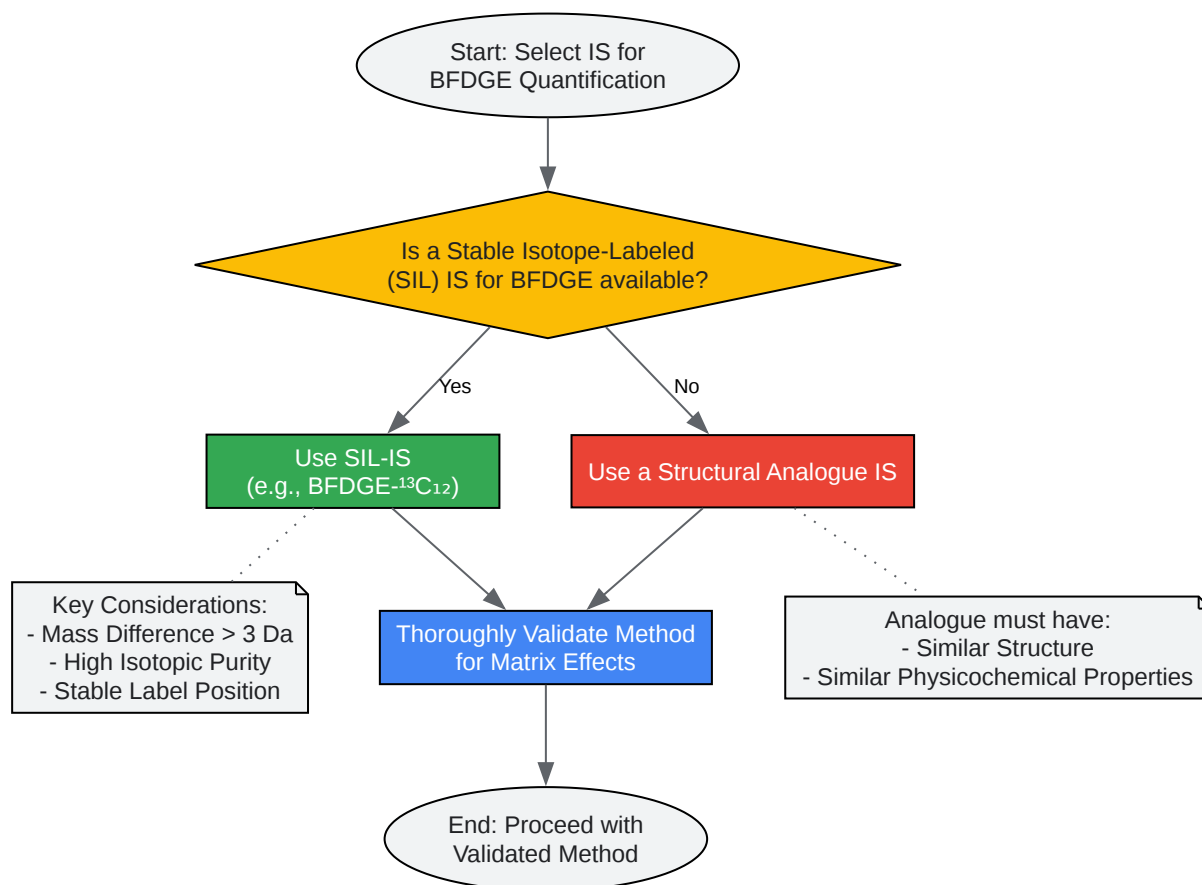 Start: Select IS for
BFDGE Quantification
Is a Stable Isotope-Labeled
(SIL) IS for BFDGE available?
Yes
No
Use SIL-IS
(e.g., BFDGE-¹³C₁₂)
Use a Structural Analogue IS
Key Considerations:
- Mass Difference > 3 Da
- High Isotopic Purity
- Stable Label Position
Thoroughly Validate Method
for Matrix Effects
Analogue must have:
- Similar Structure
- Similar Physicochemical Properties
End: Proceed with
Validated Method